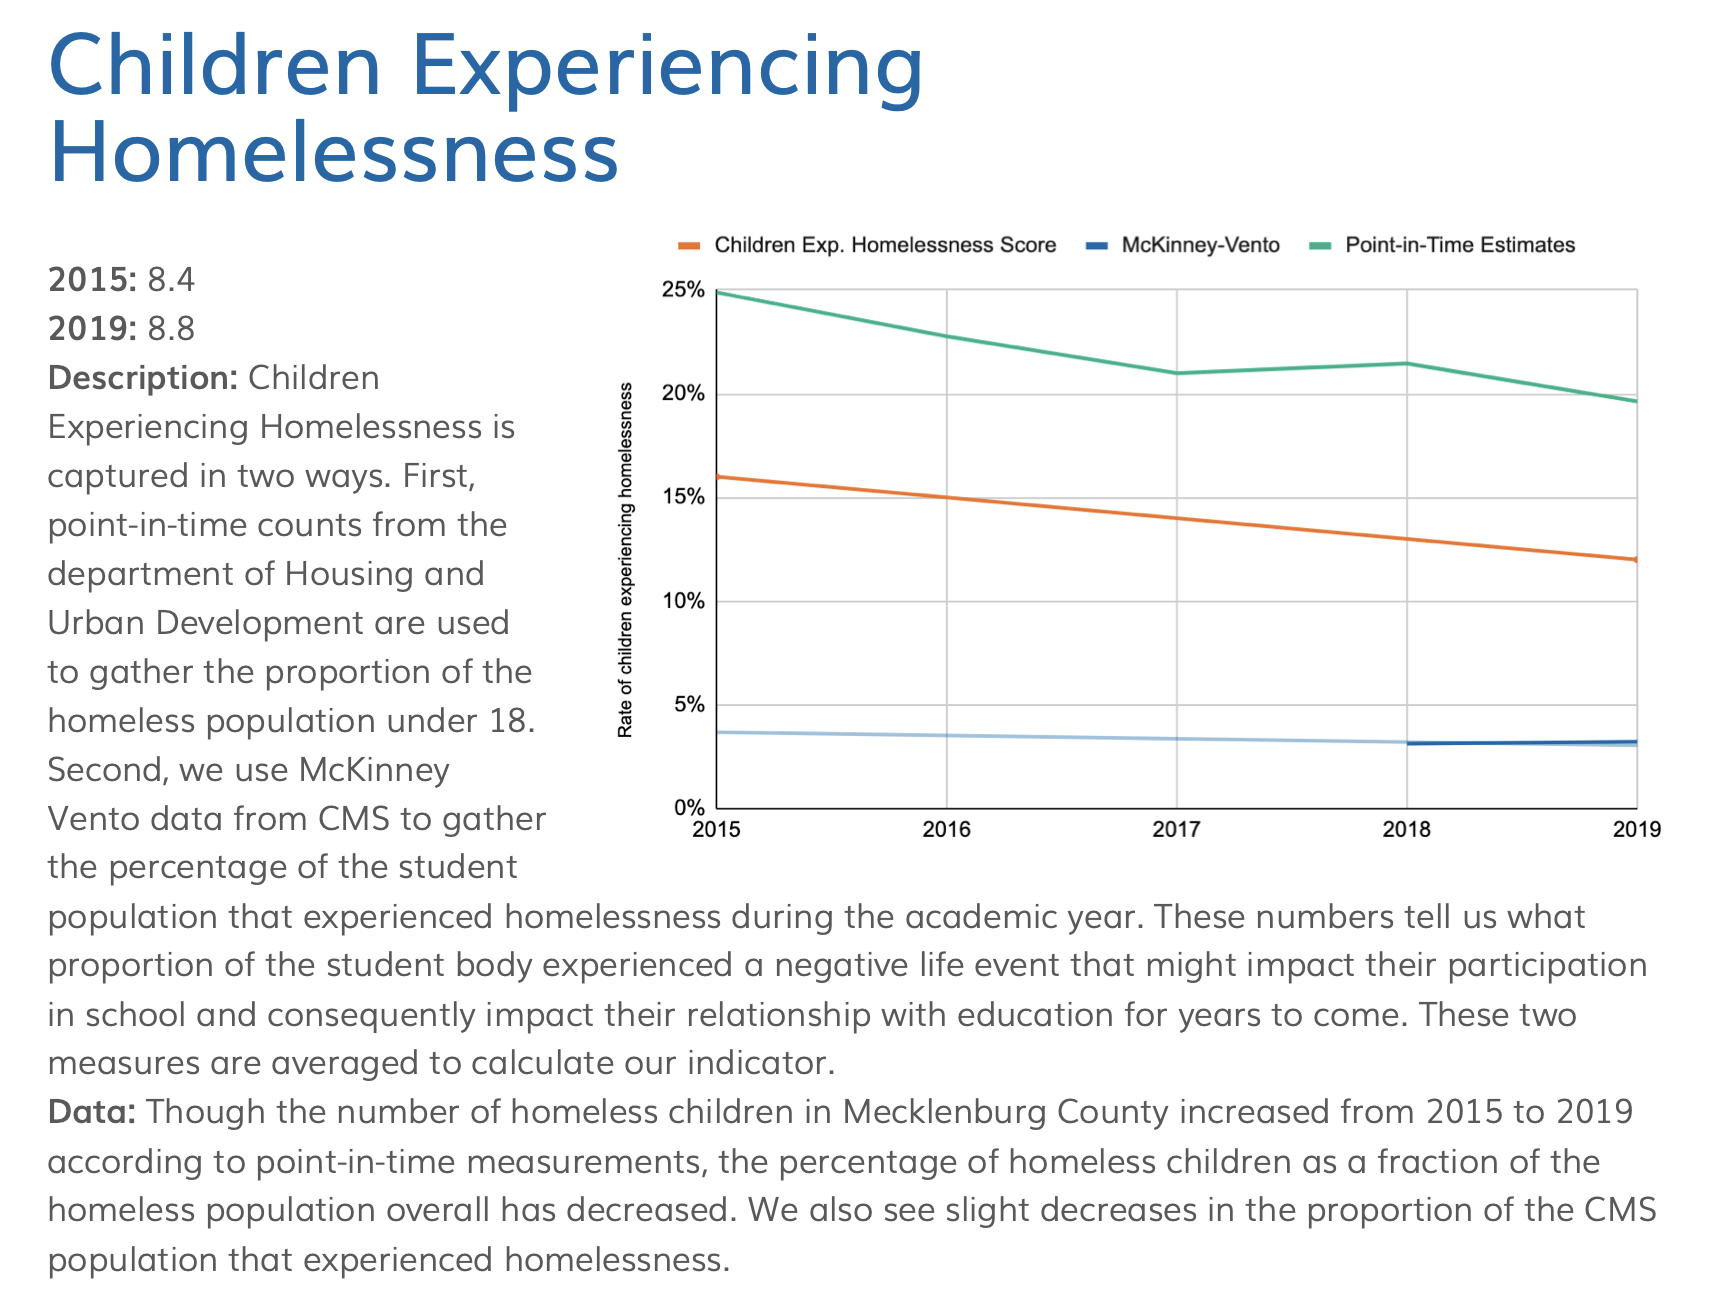 Children Experiencing
Homelessness
2015: 8.4
2019: 8.8
Description: Children
Experiencing Homelessness is
captured in two ways. First,
point-in-time counts from the
department of Housing and
Urban Development are used
to gather the proportion of the
homeless population under 18.
Second, we use McKinney
Vento data from CMS to gather
the percentage of the student
population that experienced homelessness during the academic year. These numbers tell us what
proportion of the student body experienced a negative life event that might impact their participation
in school and consequently impact their relationship with education for years to come. These two
measures are averaged to calculate our indicator.
Data: Though the number of homeless children in Mecklenburg County increased from 2015 to 2019
according to point-in-time measurements, the percentage of homeless children as a fraction of the
homeless population overall has decreased. We also see slight decreases in the proportion of the CMS
population that experienced homelessness.
Children Exp. Homelessness Score McKinney-Vento Point-in-Time Estimates
Rate of children experiencing homelessness
25%
20%
15%
10%
5%
0%
2015 2016 2017 2018 2019